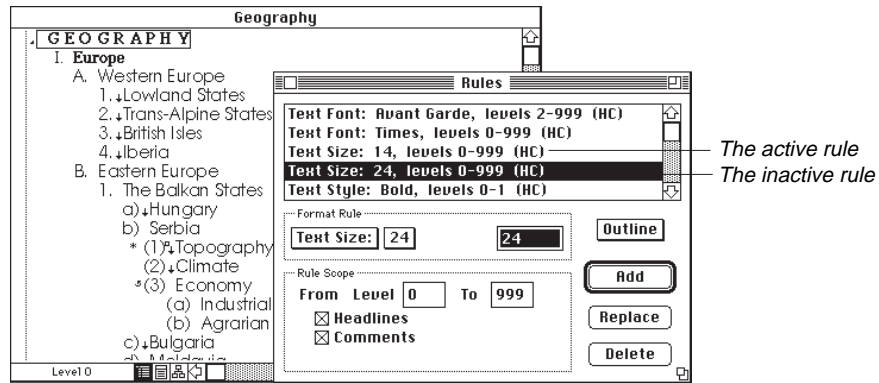 Geography
GEOGRAPHY
I. Europe
A. Western Europe
1. Lowland States
2. Trans-Alpine States
3. British Isles
4. Iberia
B. Eastern Europe
1. The Balkan States
a) Hungary
b) Serbia
* (1) Topography
(2) Climate
(3) Economy
(a) Industrial
(b) Agrarian
c) Bulgaria
d) Moldavia
Level 0
Rules
Text Font: Avant Garde, levels 2-999 (HC)
Text Font: Times, levels 0-999 (HC)
Text Size: 14, levels 0-999 (HC)
Text Size: 24, levels 0-999 (HC)
Text Style: Bold, levels 0-1 (HC)
Format Rule
Text Size: 24 24
Rule Scope
From Level 0 To 999
Headlines
Comments
Outline
Add
Replace
Delete
The active rule
The inactive rule